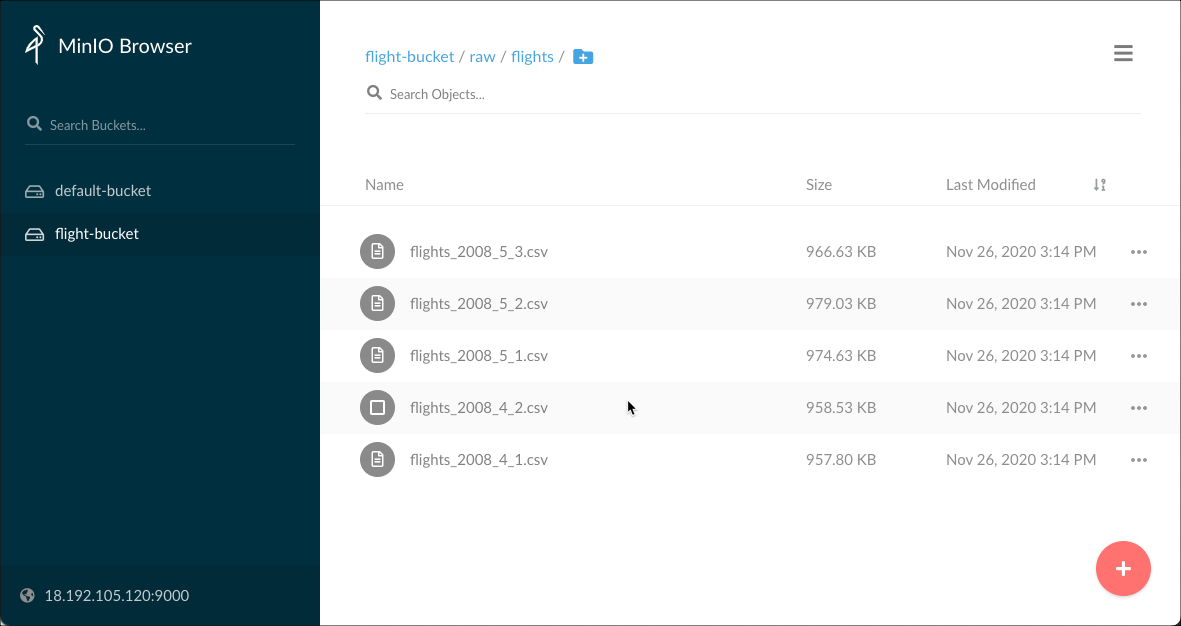 MinIO Browser
Search Buckets...
default-bucket
flight-bucket
18.192.105.120:9000
flight-bucket / raw / flights /
Search Objects...
Name Size Last Modified
flights_2008_5_3.csv 966.63 KB Nov 26, 2020 3:14 PM
flights_2008_5_2.csv 979.03 KB Nov 26, 2020 3:14 PM
flights_2008_5_1.csv 974.63 KB Nov 26, 2020 3:14 PM
flights_2008_4_2.csv 958.53 KB Nov 26, 2020 3:14 PM
flights_2008_4_1.csv 957.80 KB Nov 26, 2020 3:14 PM